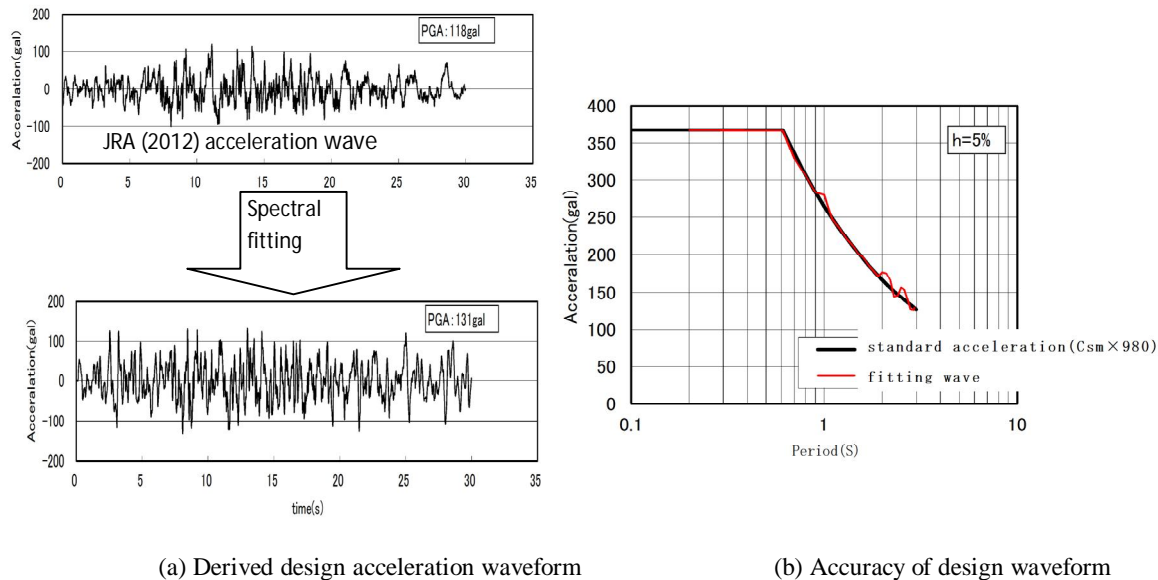 200
PGA:118gal
100
0
-100
JRA (2012) acceleration wave
-200
0 5 10 15 20 25 30 35
Acceralation(gal)
Spectral
fitting
200
PGA:131gal
100
0
-100
-200
0 5 10 15 20 25 30 35
Acceralation(gal)
time(s)
(a) Derived design acceleration waveform
400
350
h=5%
300
250
200
150
100
50
0
Acceralation(gal)
standard acceleration(Csm×980)
fitting wave
0.1 1 10
Period(S)
(b) Accuracy of design waveform